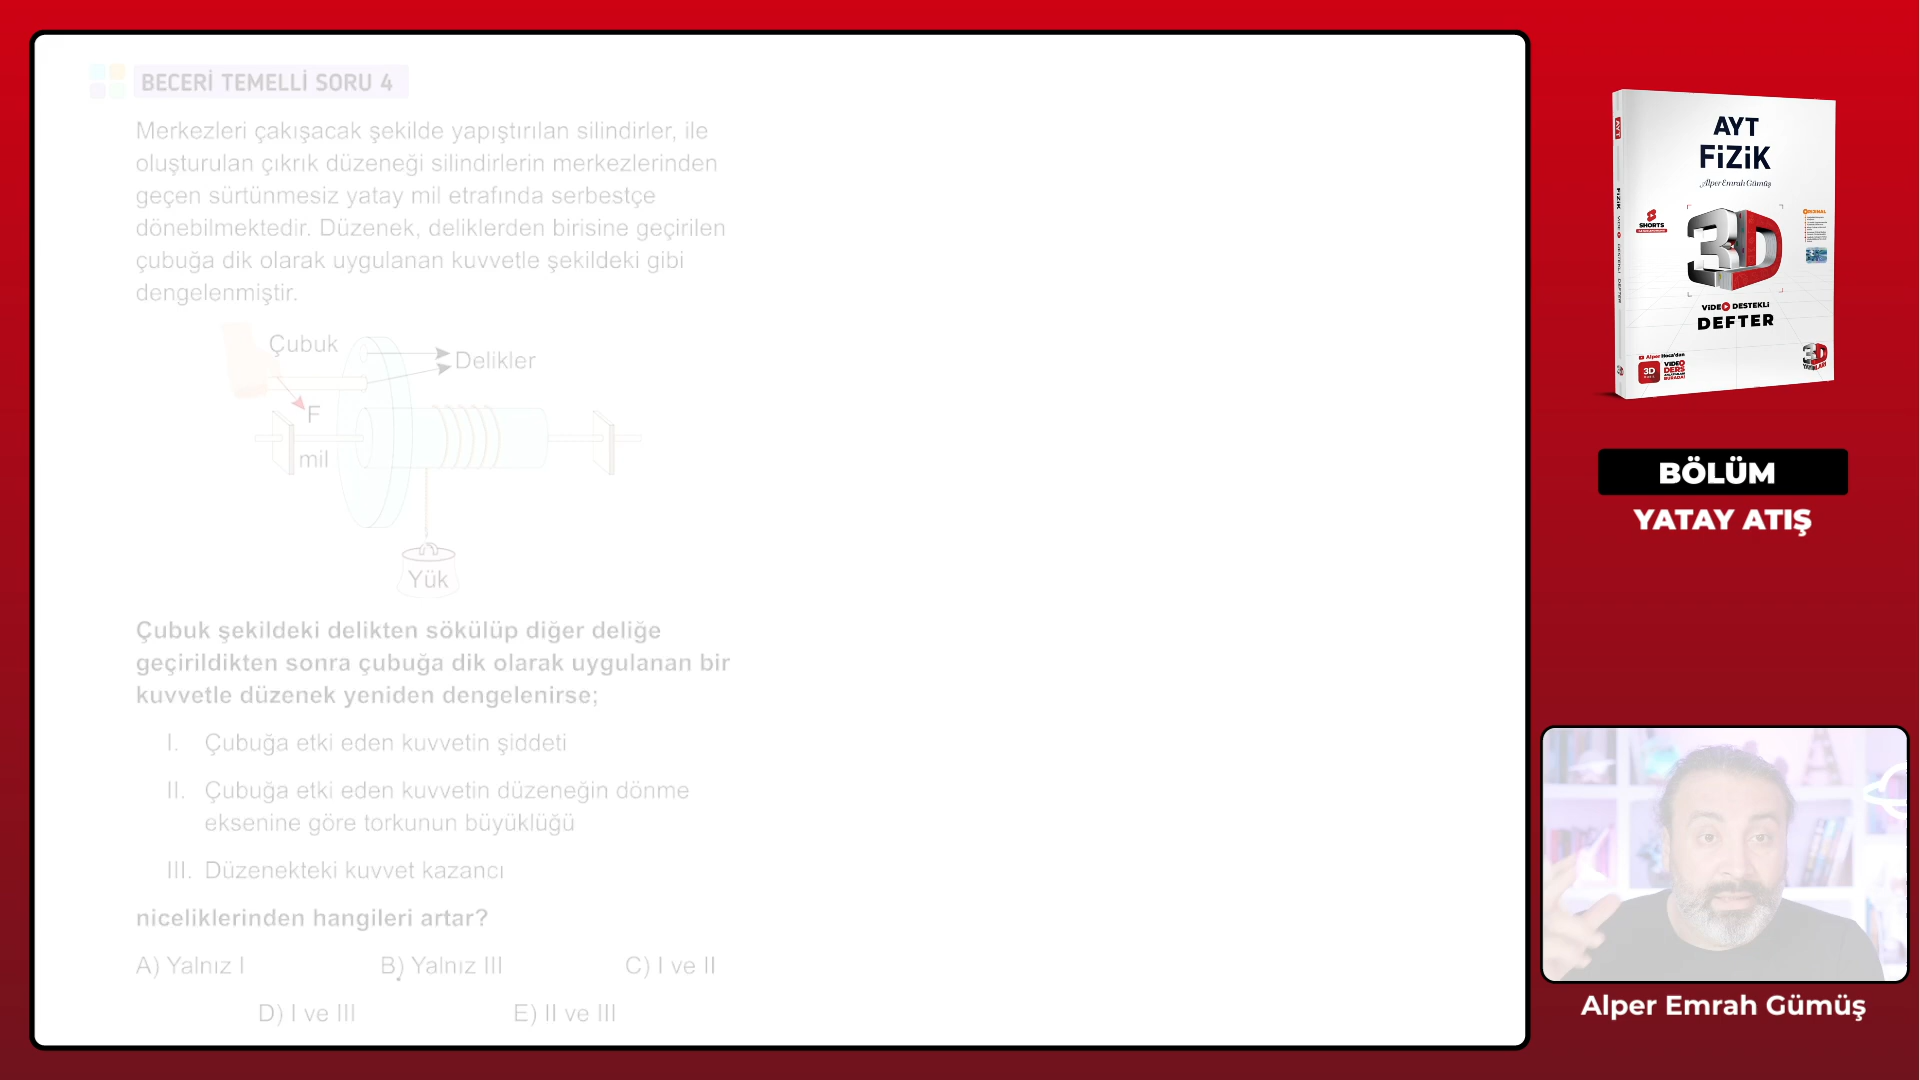 BECERİ TEMELLİ SORU 4
Merkezleri çakışacak şekilde yapıştırılan silindirler, ile
oluşturulan çıkrık düzeneği silindirlerin merkezlerinden
geçen sürtünmesiz yatay mil etrafında serbestçe
dönebilmektedir. Düzenek, deliklerden birisine geçirilen
çubuğa dik olarak uygulanan kuvvetle şekildeki gibi
dengelenmiştir.
Çubuk
Delikler
F
mil
Yük
Çubuk şekildeki delikten sökülüp diğer deliğe
geçirildikten sonra çubuğa dik olarak uygulanan bir
kuvvetle düzenek yeniden dengelenirse;
I. Çubuğa etki eden kuvvetin şiddeti
II. Çubuğa etki eden kuvvetin düzeneğin dönme
eksenine göre torkunun büyüklüğü
III. Düzenekteki kuvvet kazancı
niceliklerinden hangileri artar?
A) Yalnız I B) Yalnız III C) I ve II
D) I ve III E) II ve III
AYT
FİZİK
Alper Emrah Gümüş
SHORTS
3D
VİDEO DESTEKLİ
DEFTER
BÖLÜM
YATAY ATIŞ
Alper Emrah Gümüş